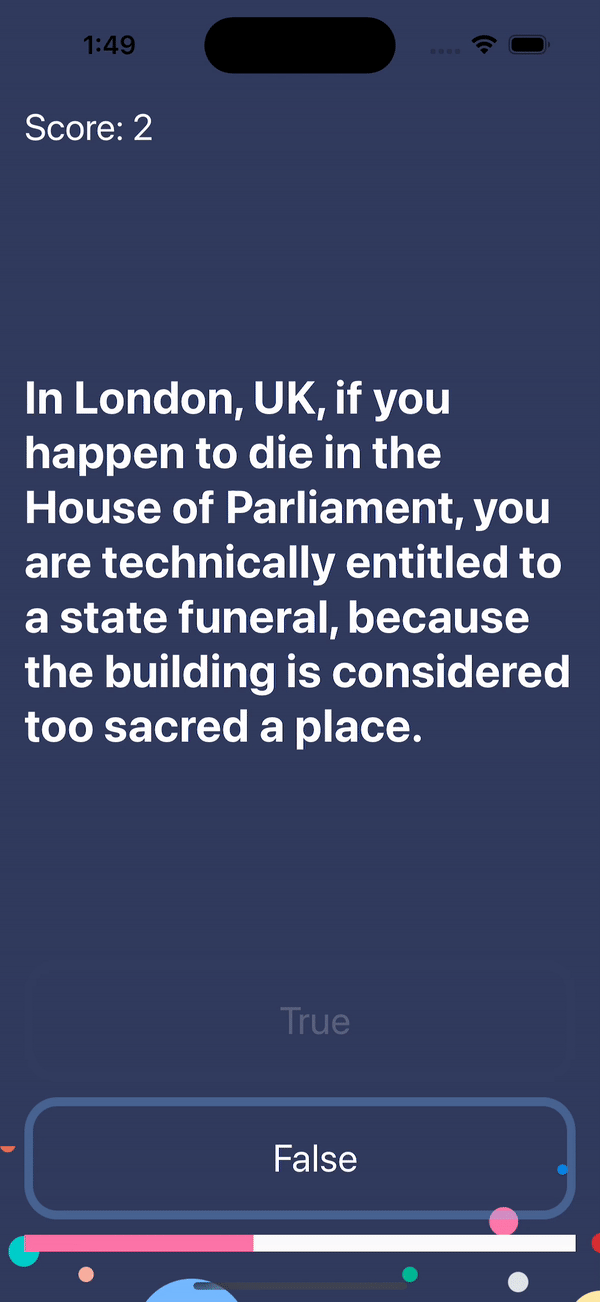 1:49
Score: 2
In London, UK, if you
happen to die in the
House of Parliament, you
are technically entitled to
a state funeral, because
the building is considered
too sacred a place.
True
False